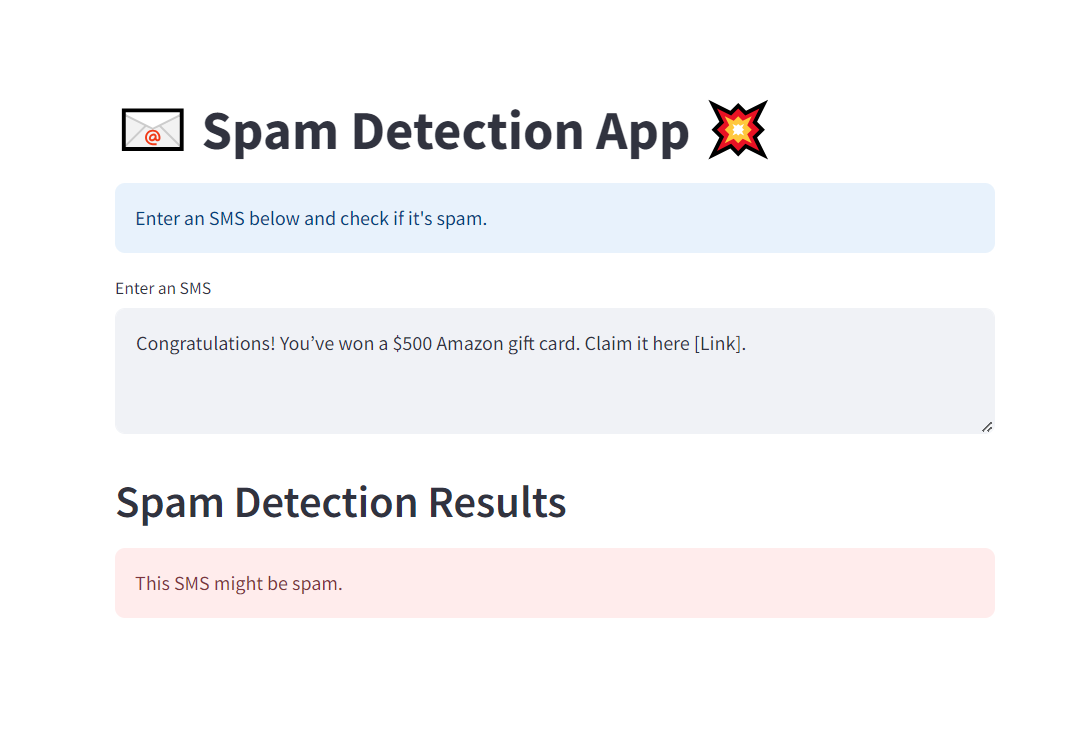 Spam Detection App
Enter an SMS below and check if it's spam.
Enter an SMS
Congratulations! You’ve won a $500 Amazon gift card. Claim it here [Link].
Spam Detection Results
This SMS might be spam.